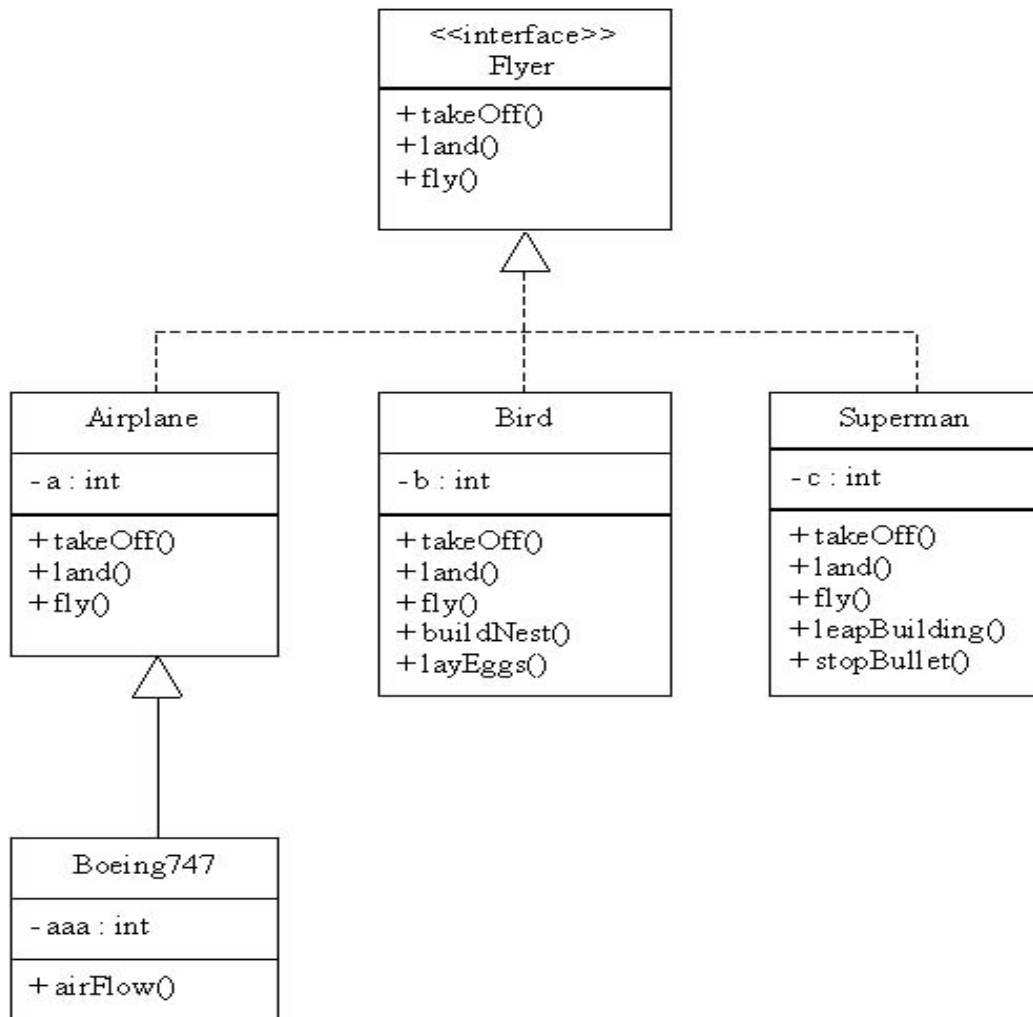 <<interface>>
Flyer
+takeOff()
+land()
+fly()
Airplane
-a : int
+takeOff()
+land()
+fly()
Bird
-b : int
+takeOff()
+land()
+fly()
+buildNest()
+layEggs()
Superman
-c : int
+takeOff()
+land()
+fly()
+leapBuilding()
+stopBullet()
Boeing747
-aaa : int
+airFlow()